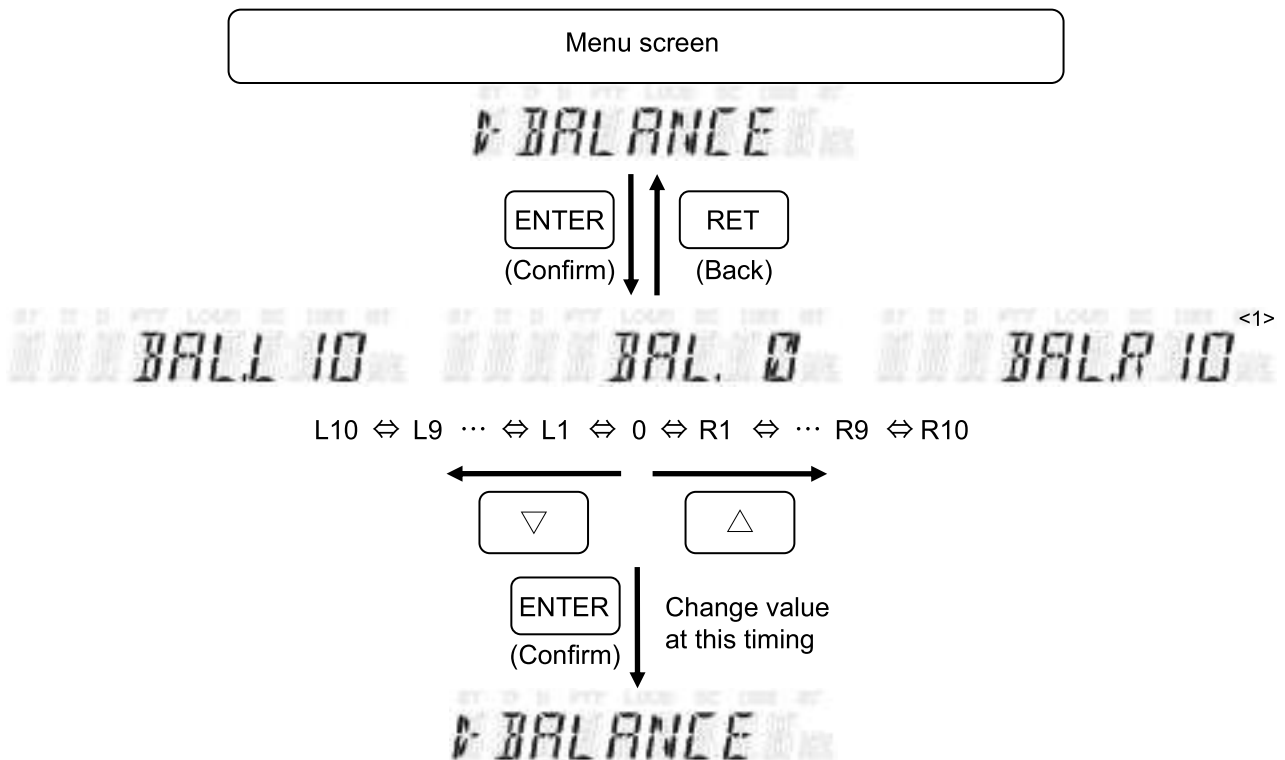 Menu screen
BALANCE
ENTER RET
(Confirm) (Back)
<1>
BAL.L 10 BAL. 0 BAL.R 10
L10 ⇔ L9 ⋯ ⇔ L1 ⇔ 0 ⇔ R1 ⇔ ⋯ R9 ⇔ R10
▽ △
ENTER
Change value
at this timing
(Confirm)
BALANCE